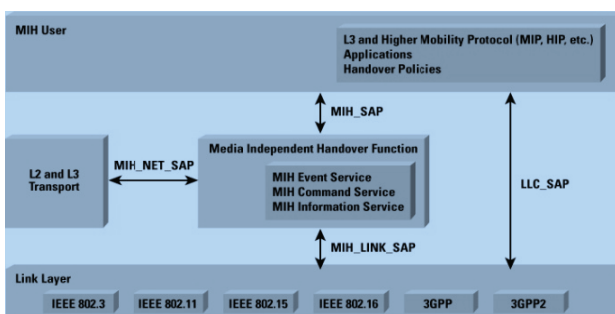 MIH User
L3 and Higher Mobility Protocol (MIP, HIP, etc.)
Applications
Handover Policies
MIH_SAP
L2 and L3
Transport
MIH_NET_SAP
Media Independent Handover Function
MIH Event Service
MIH Command Service
MIH Information Service
LLC_SAP
MIH_LINK_SAP
Link Layer
IEEE 802.3
IEEE 802.11
IEEE 802.15
IEEE 802.16
3GPP
3GPP2